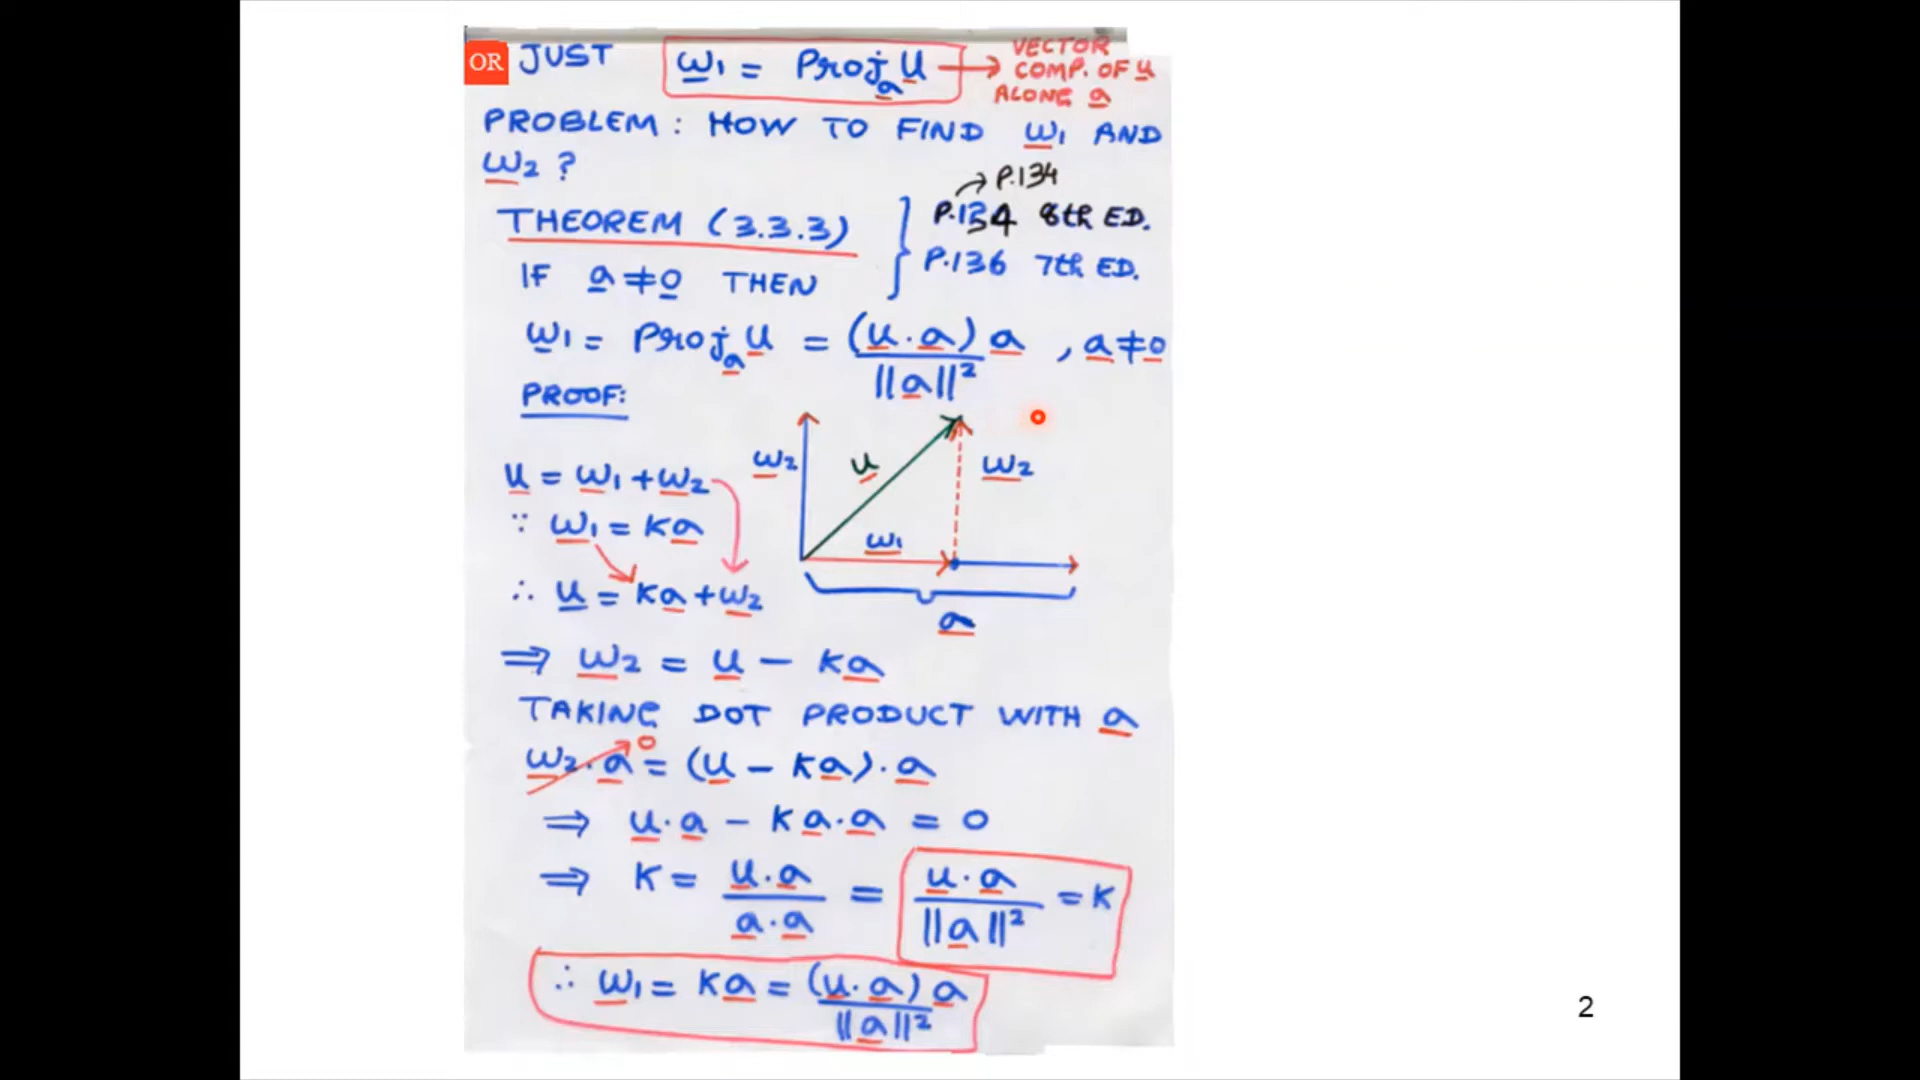 OR JUST w1 = Proj_a u → VECTOR COMP. OF u ALONG a
PROBLEM: HOW TO FIND w1 AND
w2 ?
→ P.134
THEOREM (3.3.3) } P.134 8th ED.
P.136 7th ED.
IF a ≠ 0 THEN
w1 = Proj_a u = (u · a) a / ||a||² , a ≠ 0
PROOF:
w2 u w2
u = w1 + w2
∵ w1 = ka
w1
∴ u = ka + w2
a
⇒ w2 = u − ka
TAKING DOT PRODUCT WITH a
w2 · a = (u − ka) · a
0
⇒ u · a − k a · a = 0
⇒ k = u · a / a · a = u · a / ||a||² = k
∴ w1 = ka = (u · a) a / ||a||²
2